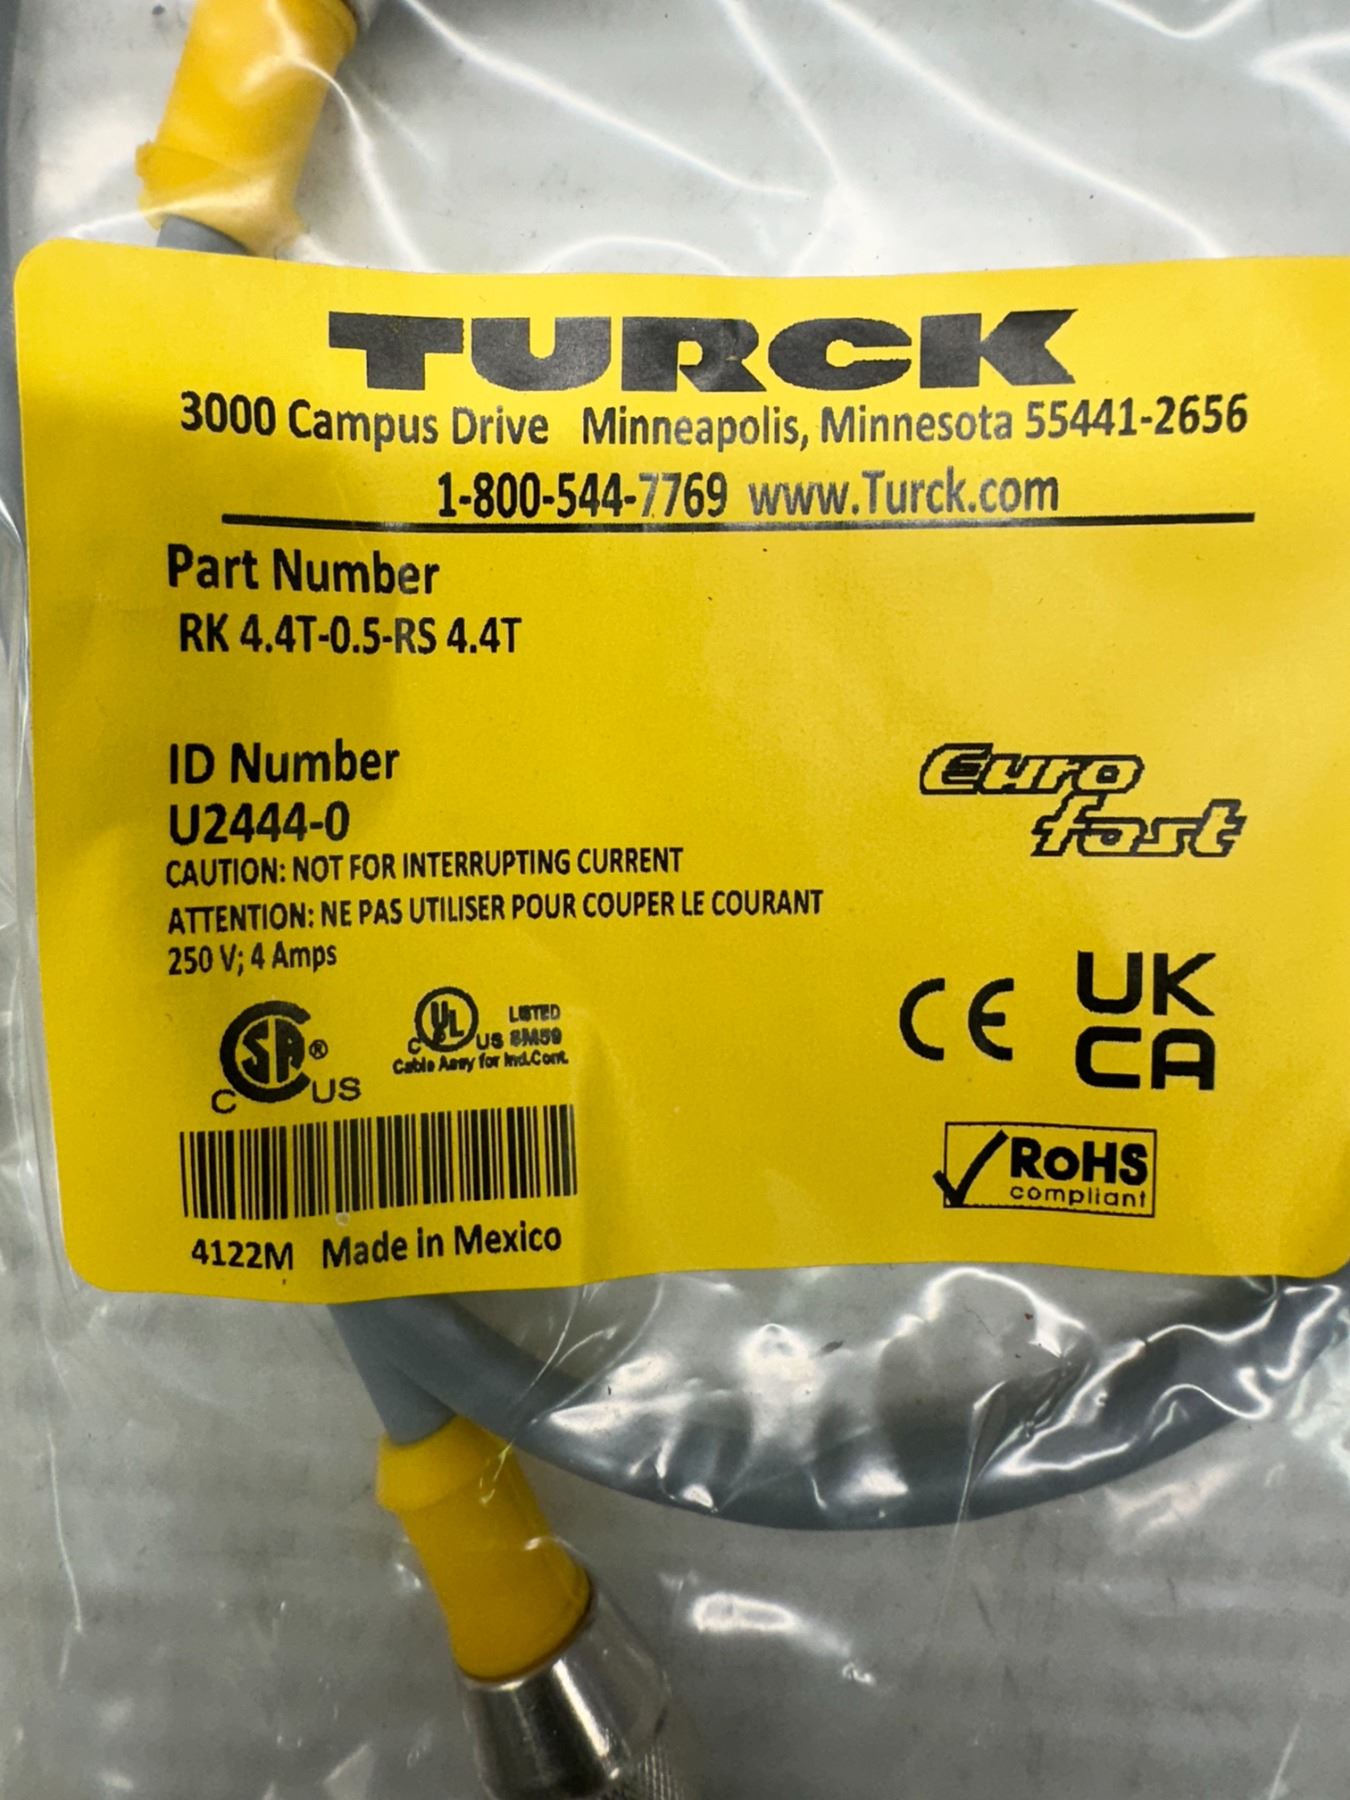 TURCK
3000 Campus Drive Minneapolis, Minnesota 55441-2656
1-800-544-7769 www.Turck.com
Part Number
RK 4.4T-0.5-RS 4.4T
ID Number
U2444-0
CAUTION: NOT FOR INTERRUPTING CURRENT
ATTENTION: NE PAS UTILISER POUR COUPER LE COURANT
250 V; 4 Amps
Euro
fast
CSA® C US
C UL US LISTED 8M59
Cable Assy for Ind.Cont.
CE
UK
CA
RoHS
compliant
4122M Made in Mexico